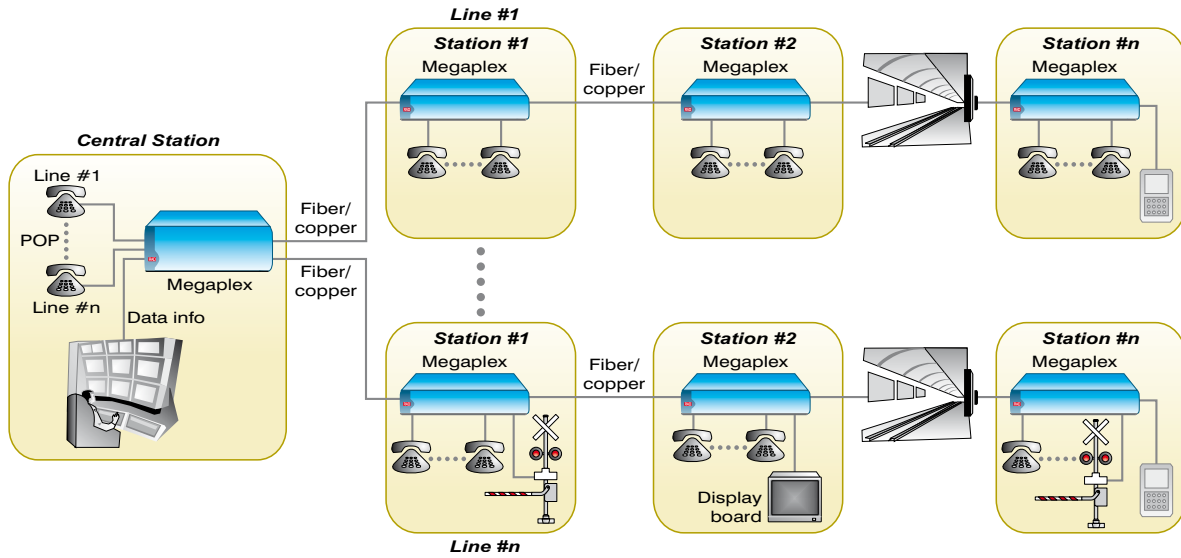 Line #1
Station #1
Megaplex
Fiber/
copper
Station #2
Megaplex
Station #n
Megaplex
Central Station
Line #1
POP
Line #n
Megaplex
Data info
Fiber/
copper
Fiber/
copper
Station #1
Megaplex
Fiber/
copper
Station #2
Megaplex
Display
board
Station #n
Megaplex
Line #n